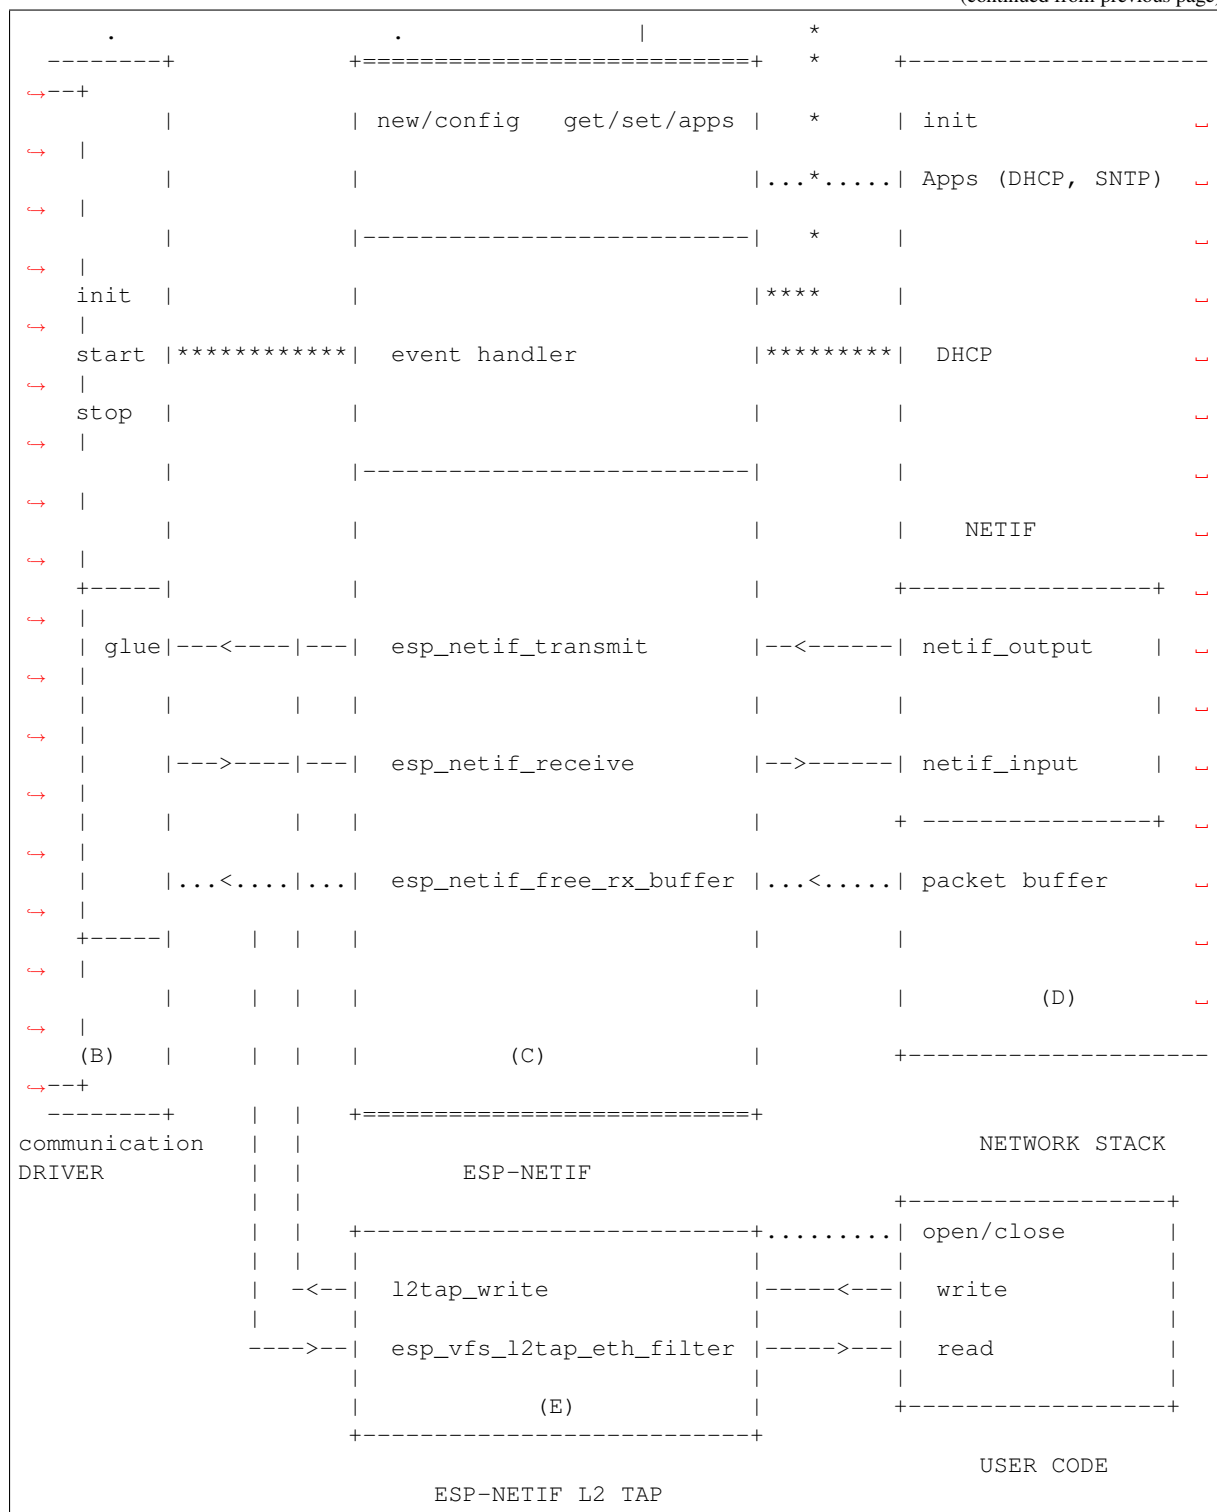 (continued from previous page)
     .                   .                |           *
 --------+            +===========================+   *     +---------------------
↪--+
         |            | new/config   get/set/apps |   *     | init               ␣
↪  |
         |            |                           |...*.....| Apps (DHCP, SNTP)  ␣
↪  |
         |            |---------------------------|   *     |                    ␣
↪  |
   init  |            |                           |****     |                    ␣
↪  |
   start |************|  event handler            |*********|  DHCP              ␣
↪  |
   stop  |            |                           |         |                    ␣
↪  |
         |            |---------------------------|         |                    ␣
↪  |
         |            |                           |         |    NETIF           ␣
↪  |
   +-----|            |                           |         +-----------------+  ␣
↪  |
   | glue|---<----|---|  esp_netif_transmit       |--<------| netif_output    |  ␣
↪  |
   |     |        |   |                           |         |                 |  ␣
↪  |
   |     |--->----|---|  esp_netif_receive        |-->------| netif_input     |  ␣
↪  |
   |     |        |   |                           |         + ----------------+  ␣
↪  |
   |     |...<....|...|  esp_netif_free_rx_buffer |...<.....| packet buffer      ␣
↪  |
   +-----|     |  |   |                           |         |                    ␣
↪  |
         |     |  |   |                           |         |         (D)        ␣
↪  |
   (B)   |     |  |   |          (C)              |         +---------------------
↪--+
 --------+     |  |   +===========================+
communication  |  |                                               NETWORK STACK
DRIVER         |  |           ESP-NETIF
               |  |                                         +------------------+
               |  |   +---------------------------+.........| open/close       |
               |  |   |                           |         |                  |
               |  -<--|  l2tap_write              |-----<---|  write           |
               |      |                           |         |                  |
               ---->--|  esp_vfs_l2tap_eth_filter |----->---|  read            |
                      |                           |         |                  |
                      |            (E)            |         +------------------+
                      +---------------------------+
                                                                  USER CODE
                           ESP-NETIF L2 TAP